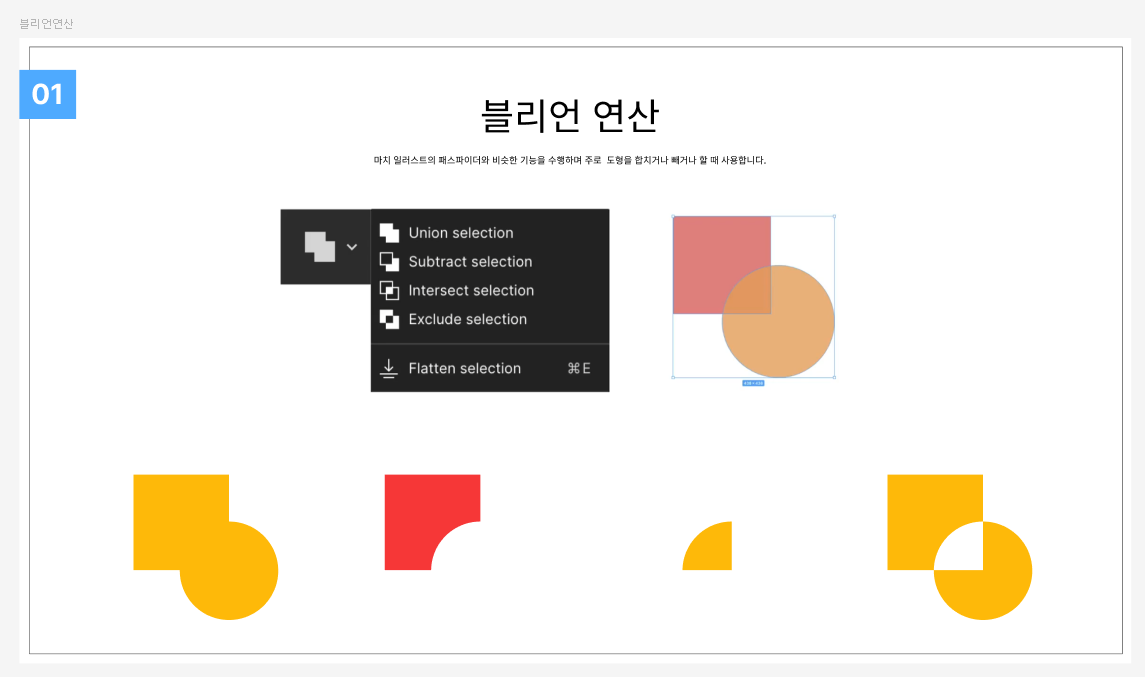 블리언연산
01
블리언 연산
마치 일러스트의 패스파이더와 비슷한 기능을 수행하며 주로 도형을 합치거나 빼거나 할 때 사용합니다.
Union selection
Subtract selection
Intersect selection
Exclude selection
Flatten selection ⌘E